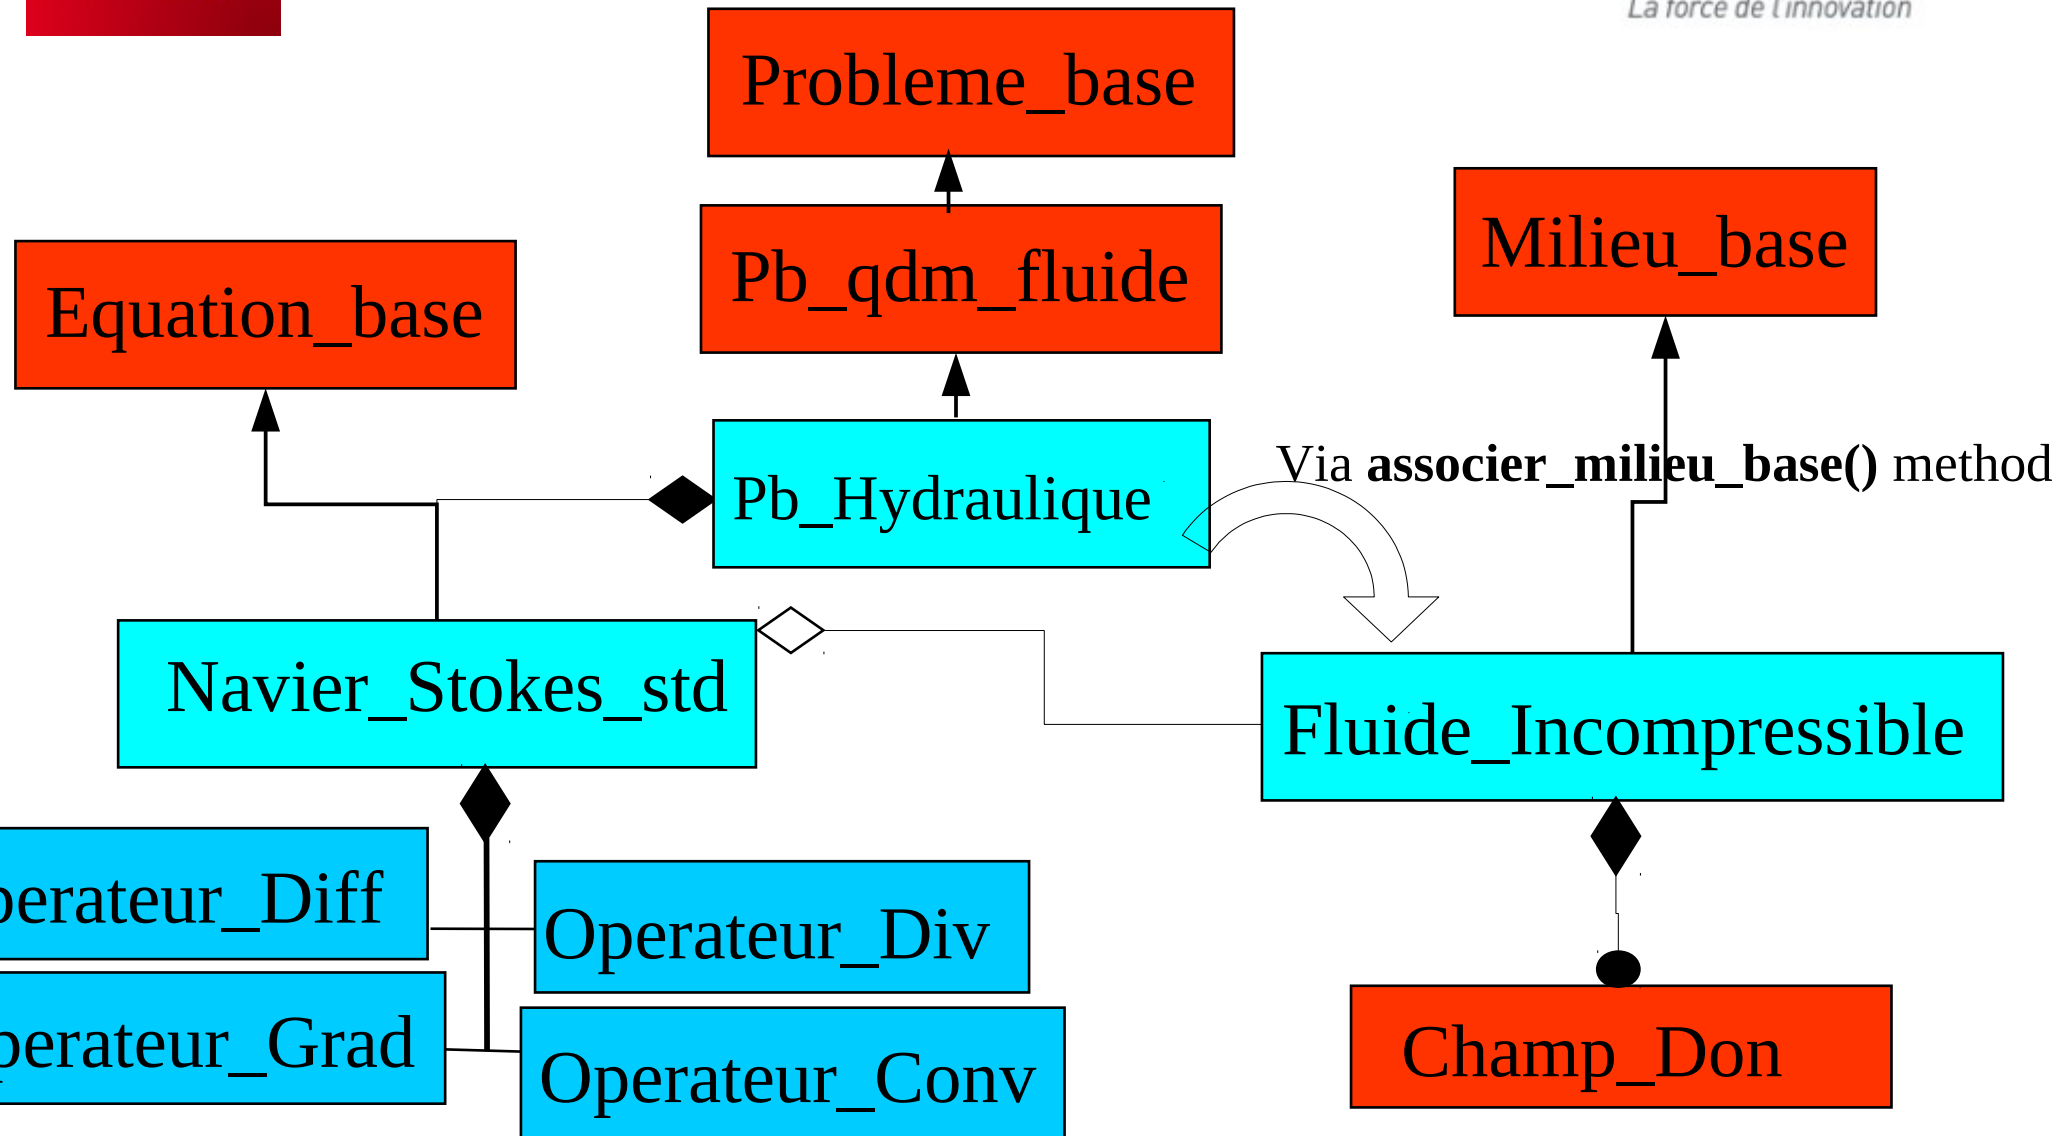 La force de l'innovation
Probleme_base
Milieu_base
Pb_qdm_fluide
Equation_base
Via associer_milieu_base() method
Pb_Hydraulique
Navier_Stokes_std
Fluide_Incompressible
perateur_Diff
Operateur_Div
perateur_Grad
Operateur_Conv
Champ_Don